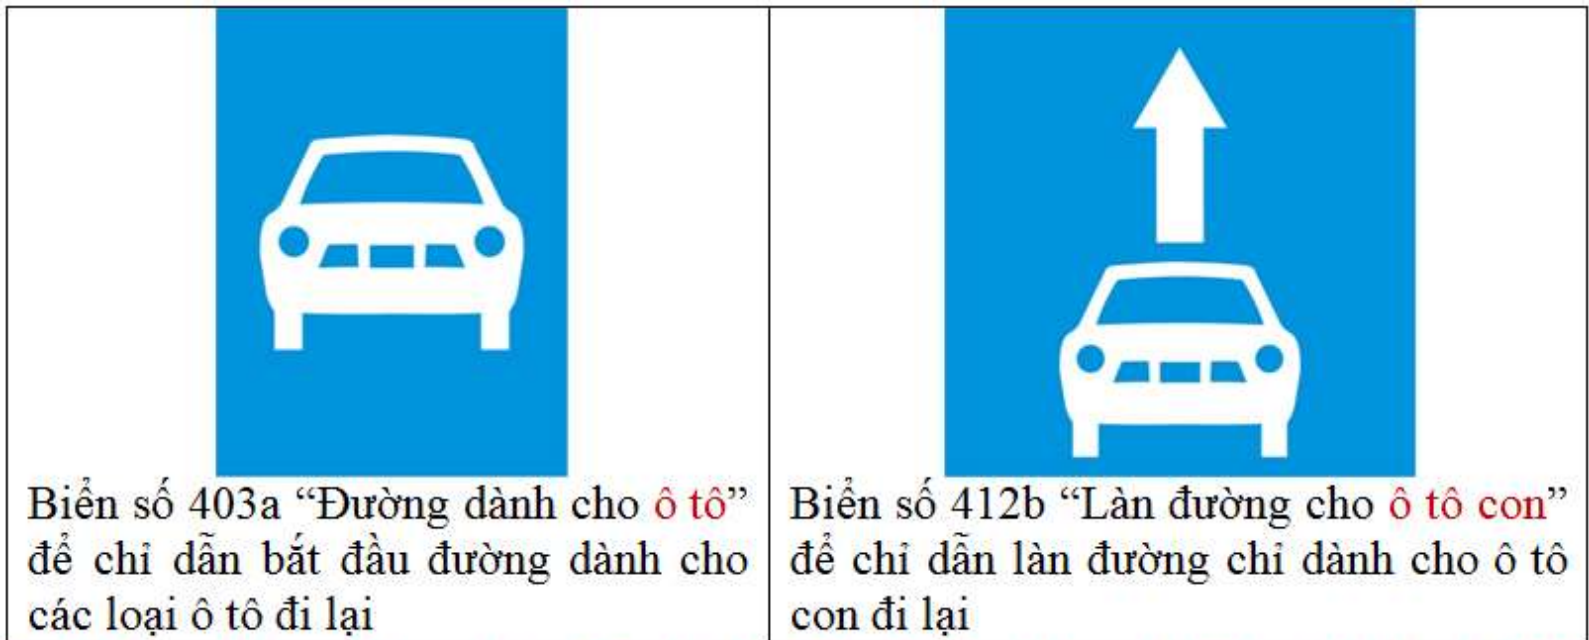 Biển số 403a “Đường dành cho ô tô”
để chỉ dẫn bắt đầu đường dành cho
các loại ô tô đi lại
Biển số 412b “Làn đường cho ô tô con”
để chỉ dẫn làn đường chỉ dành cho ô tô
con đi lại